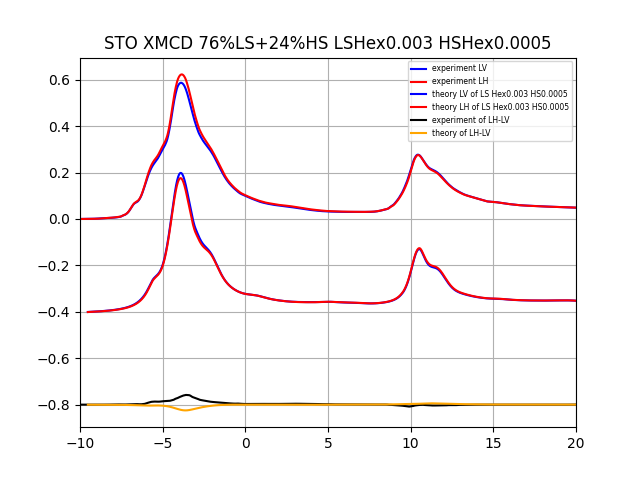 STO XMCD 76%LS+24%HS LSHex0.003 HSHex0.0005
experiment LV
experiment LH
theory LV of LS Hex0.003 HS0.0005
theory LH of LS Hex0.003 HS0.0005
experiment of LH-LV
theory of LH-LV
0.6
0.4
0.2
0.0
−0.2
−0.4
−0.6
−0.8
−10 −5 0 5 10 15 20